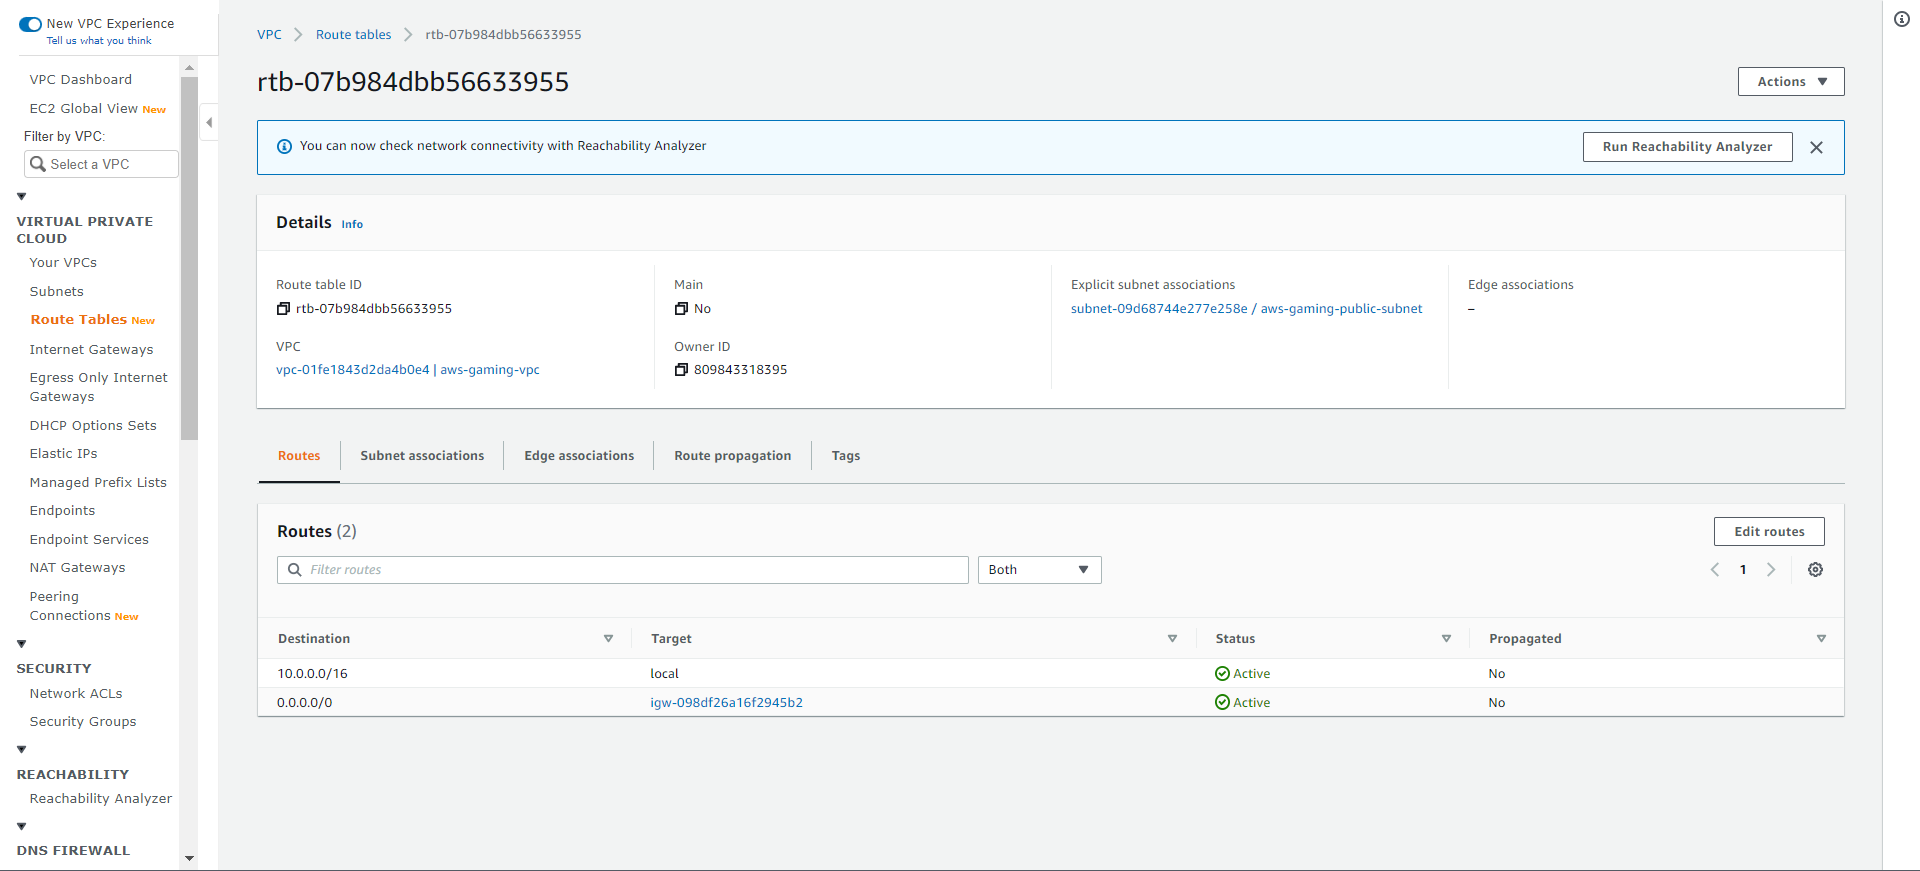 New VPC Experience
Tell us what you think
VPC Dashboard
EC2 Global View New
Filter by VPC:
Select a VPC
VIRTUAL PRIVATE
CLOUD
Your VPCs
Subnets
Route Tables New
Internet Gateways
Egress Only Internet
Gateways
DHCP Options Sets
Elastic IPs
Managed Prefix Lists
Endpoints
Endpoint Services
NAT Gateways
Peering
Connections New
SECURITY
Network ACLs
Security Groups
REACHABILITY
Reachability Analyzer
DNS FIREWALL
VPC Route tables rtb-07b984dbb56633955
rtb-07b984dbb56633955
Actions
You can now check network connectivity with Reachability Analyzer
Run Reachability Analyzer
Details Info
Route table ID
rtb-07b984dbb56633955
VPC
vpc-01fe1843d2da4b0e4 | aws-gaming-vpc
Main
No
Owner ID
809843318395
Explicit subnet associations
subnet-09d68744e277e258e / aws-gaming-public-subnet
Edge associations
–
Routes Subnet associations Edge associations Route propagation Tags
Routes (2)
Edit routes
Filter routes
Both
1
Destination Target Status Propagated
10.0.0.0/16 local Active No
0.0.0.0/0 igw-098df26a16f2945b2 Active No